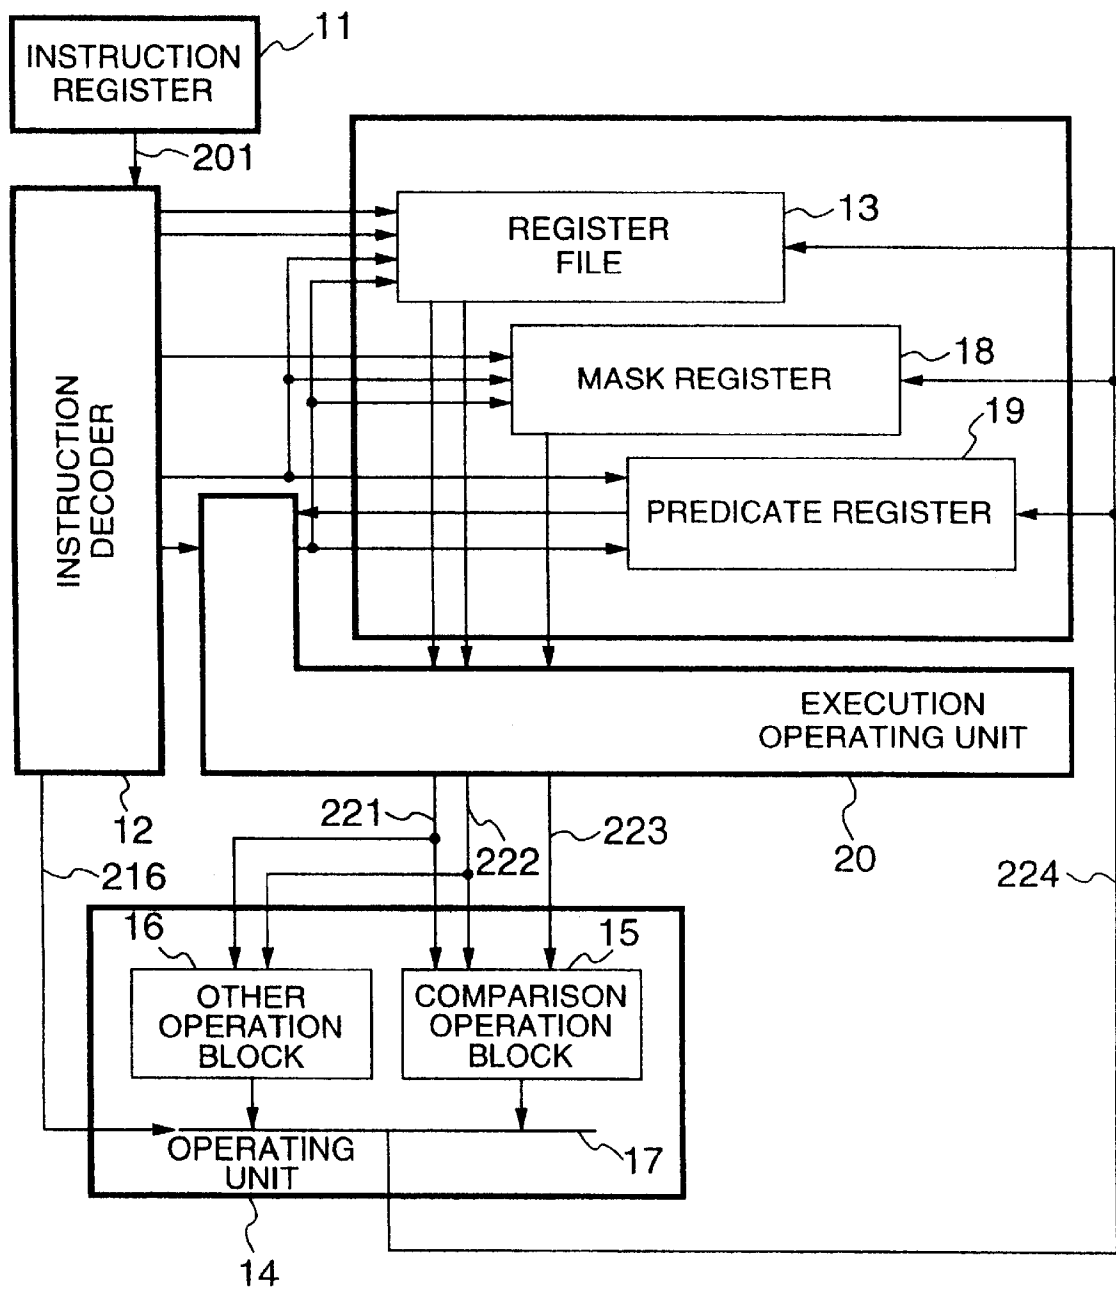 11
INSTRUCTION
REGISTER
201
13
REGISTER
FILE
18
MASK REGISTER
19
PREDICATE REGISTER
INSTRUCTION
DECODER
EXECUTION
OPERATING UNIT
12
221
222
223
20
216
224
16
15
OTHER
OPERATION
BLOCK
COMPARISON
OPERATION
BLOCK
OPERATING
UNIT
17
14